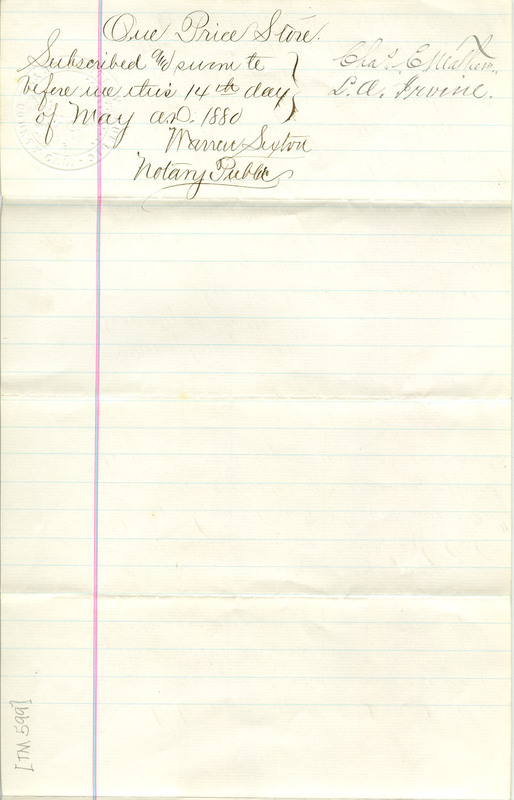 One Price Store.
Subscribed and sworn to
before me this 14th day
of May A.D. 1880
Warren Sexton
Notary Public
Chas. E.
L. A. Irvine.
[TM 599]